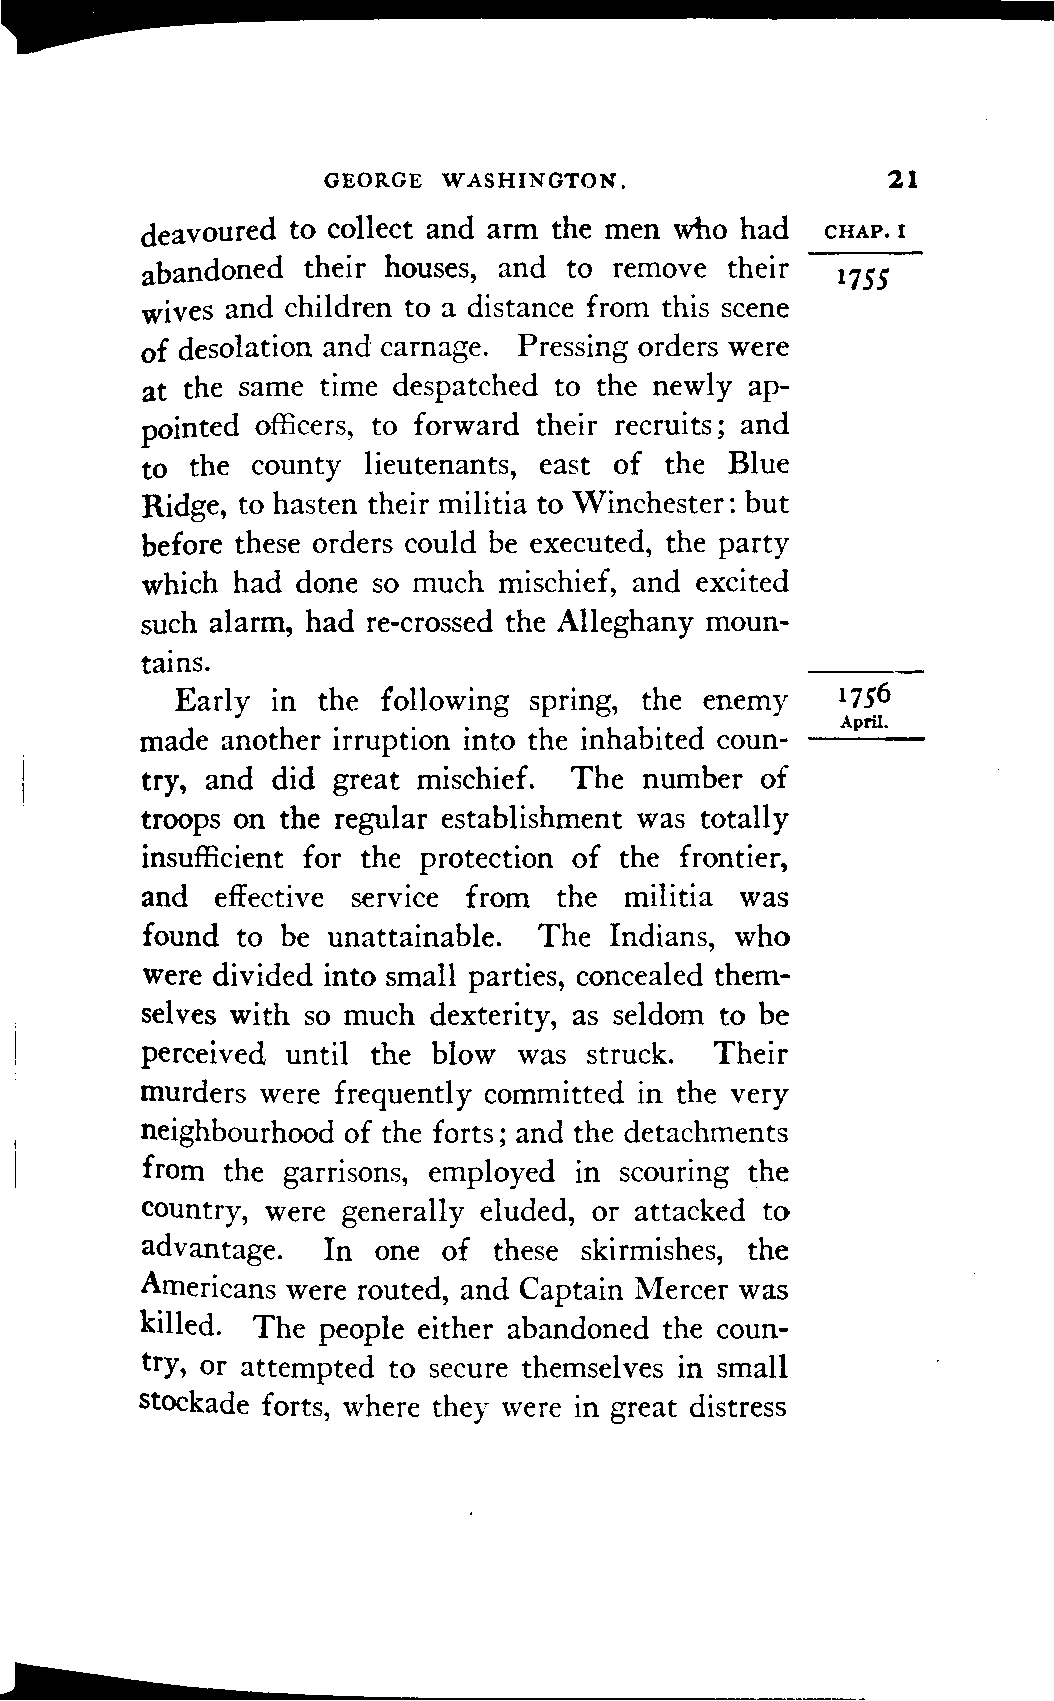 GEORGE WASHINGTON. 21
deavoured to collect and arm the men who had
CHAP. I
abandoned their houses, and to remove their
1755
wives and children to a distance from this scene
of desolation and carnage. Pressing orders were
at the same time despatched to the newly ap-
pointed officers, to forward their recruits; and
to the county lieutenants, east of the Blue
Ridge, to hasten their militia to Winchester: but
before these orders could be executed, the party
which had done so much mischief, and excited
such alarm, had re-crossed the Alleghany moun-
tains.
Early in the following spring, the enemy
1756
April.
made another irruption into the inhabited coun-
try, and did great mischief. The number of
troops on the regular establishment was totally
insufficient for the protection of the frontier,
and effective service from the militia was
found to be unattainable. The Indians, who
were divided into small parties, concealed them-
selves with so much dexterity, as seldom to be
perceived until the blow was struck. Their
murders were frequently committed in the very
neighbourhood of the forts; and the detachments
from the garrisons, employed in scouring the
country, were generally eluded, or attacked to
advantage. In one of these skirmishes, the
Americans were routed, and Captain Mercer was
killed. The people either abandoned the coun-
try, or attempted to secure themselves in small
stockade forts, where they were in great distress